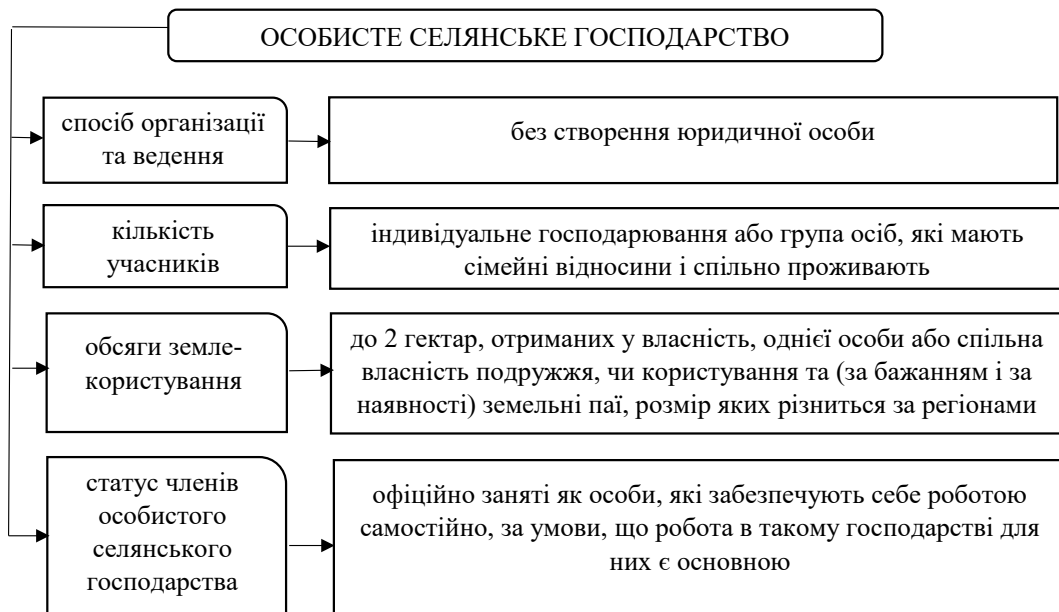 ОСОБИСТЕ СЕЛЯНСЬКЕ ГОСПОДАРСТВО
спосіб організації
та ведення
без створення юридичної особи
кількість
учасників
індивідуальне господарювання або група осіб, які мають
сімейні відносини і спільно проживають
обсяги земле-
користування
до 2 гектар, отриманих у власність, однієї особи або спільна
власність подружжя, чи користування та (за бажанням і за
наявності) земельні паї, розмір яких різниться за регіонами
статус членів
особистого
селянського
господарства
офіційно заняті як особи, які забезпечують себе роботою
самостійно, за умови, що робота в такому господарстві для
них є основною